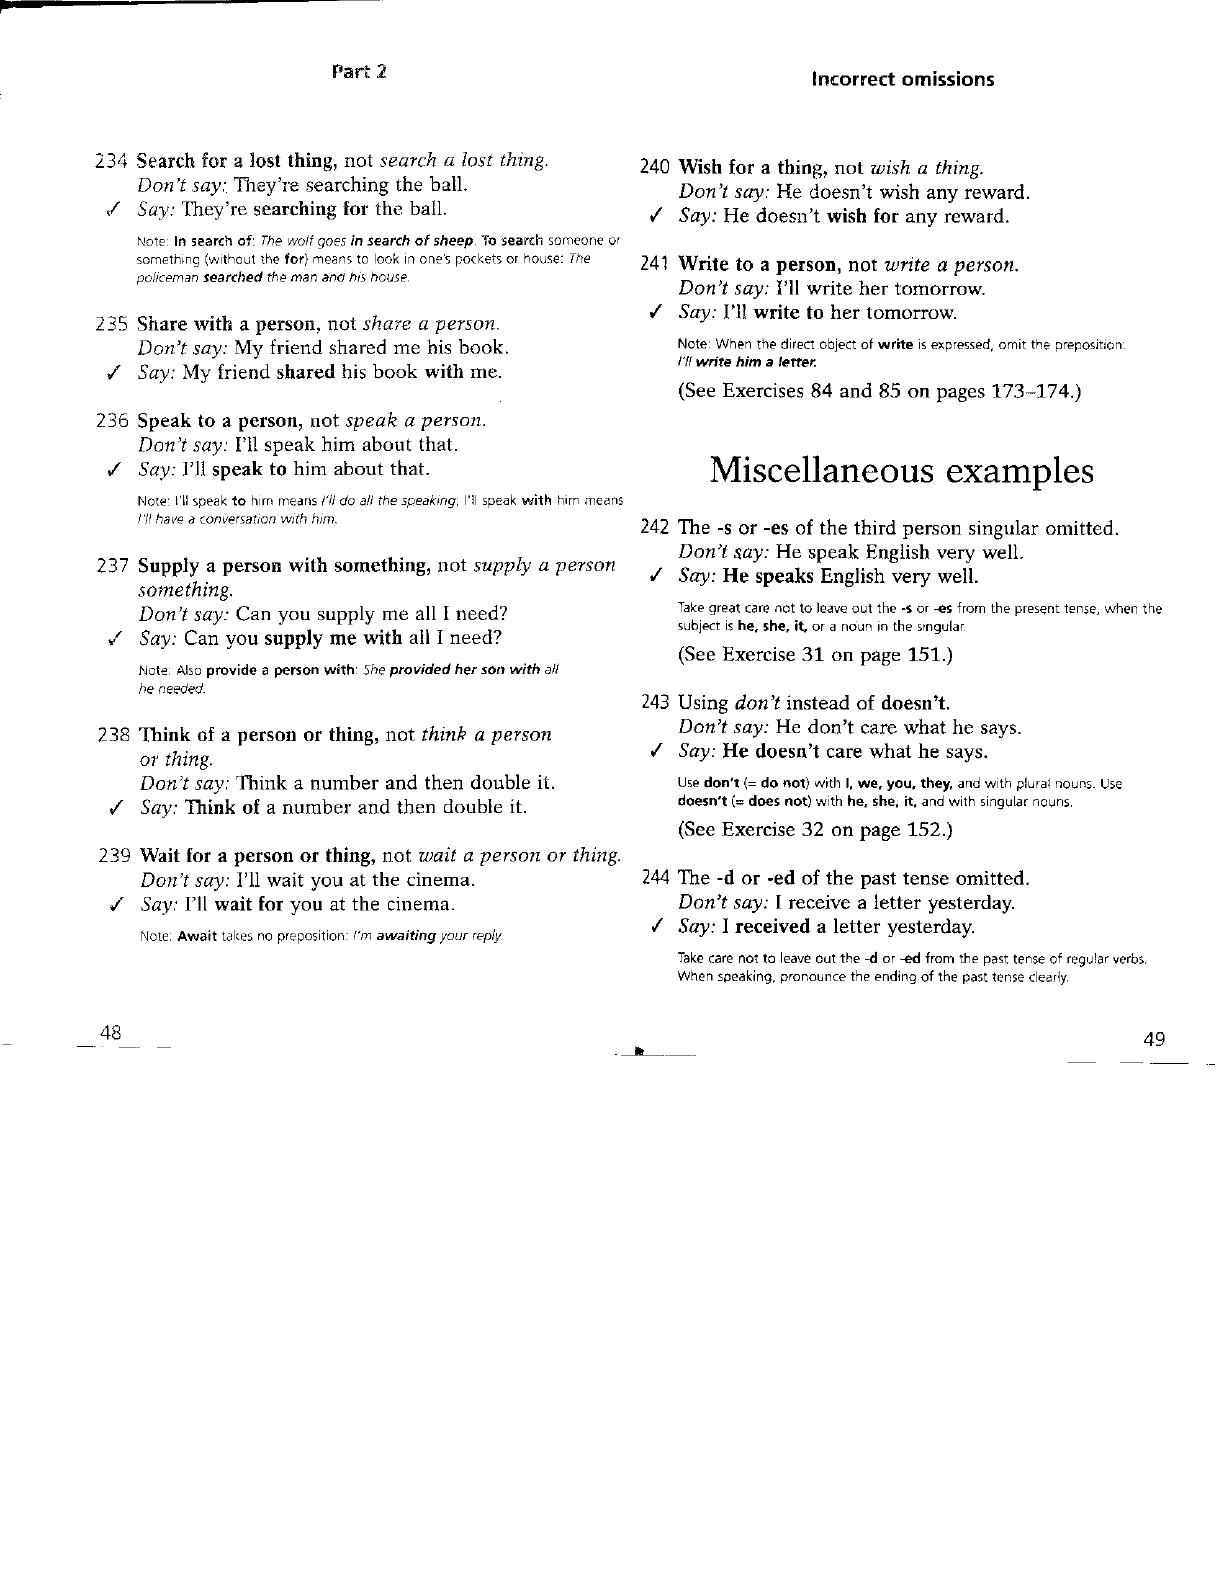 Part 2
234 Search for a lost thing, not search a lost thing.
Don't say: They're searching the ball.
✓ Say: They're searching for the ball.
Note: In search of: The wolf goes in search of sheep. To search someone or
something (without the for) means to look in one's pockets or house: The
policeman searched the man and his house.
235 Share with a person, not share a person.
Don't say: My friend shared me his book.
✓ Say: My friend shared his book with me.
236 Speak to a person, not speak a person.
Don't say: I'll speak him about that.
✓ Say: I'll speak to him about that.
Note: I'll speak to him means I'll do all the speaking; I'll speak with him means
I'll have a conversation with him.
237 Supply a person with something, not supply a person
something.
Don't say: Can you supply me all I need?
✓ Say: Can you supply me with all I need?
Note: Also provide a person with: She provided her son with all
he needed.
238 Think of a person or thing, not think a person
or thing.
Don't say: Think a number and then double it.
✓ Say: Think of a number and then double it.
239 Wait for a person or thing, not wait a person or thing.
Don't say: I'll wait you at the cinema.
✓ Say: I'll wait for you at the cinema.
Note: Await takes no preposition: I'm awaiting your reply.
48
Incorrect omissions
240 Wish for a thing, not wish a thing.
Don't say: He doesn't wish any reward.
✓ Say: He doesn't wish for any reward.
241 Write to a person, not write a person.
Don't say: I'll write her tomorrow.
✓ Say: I'll write to her tomorrow.
Note: When the direct object of write is expressed, omit the preposition:
I'll write him a letter.
(See Exercises 84 and 85 on pages 173–174.)
Miscellaneous examples
242 The -s or -es of the third person singular omitted.
Don't say: He speak English very well.
✓ Say: He speaks English very well.
Take great care not to leave out the -s or -es from the present tense, when the
subject is he, she, it, or a noun in the singular.
(See Exercise 31 on page 151.)
243 Using don't instead of doesn't.
Don't say: He don't care what he says.
✓ Say: He doesn't care what he says.
Use don't (= do not) with I, we, you, they, and with plural nouns. Use
doesn't (= does not) with he, she, it, and with singular nouns.
(See Exercise 32 on page 152.)
244 The -d or -ed of the past tense omitted.
Don't say: I receive a letter yesterday.
✓ Say: I received a letter yesterday.
Take care not to leave out the -d or -ed from the past tense of regular verbs.
When speaking, pronounce the ending of the past tense clearly.
49